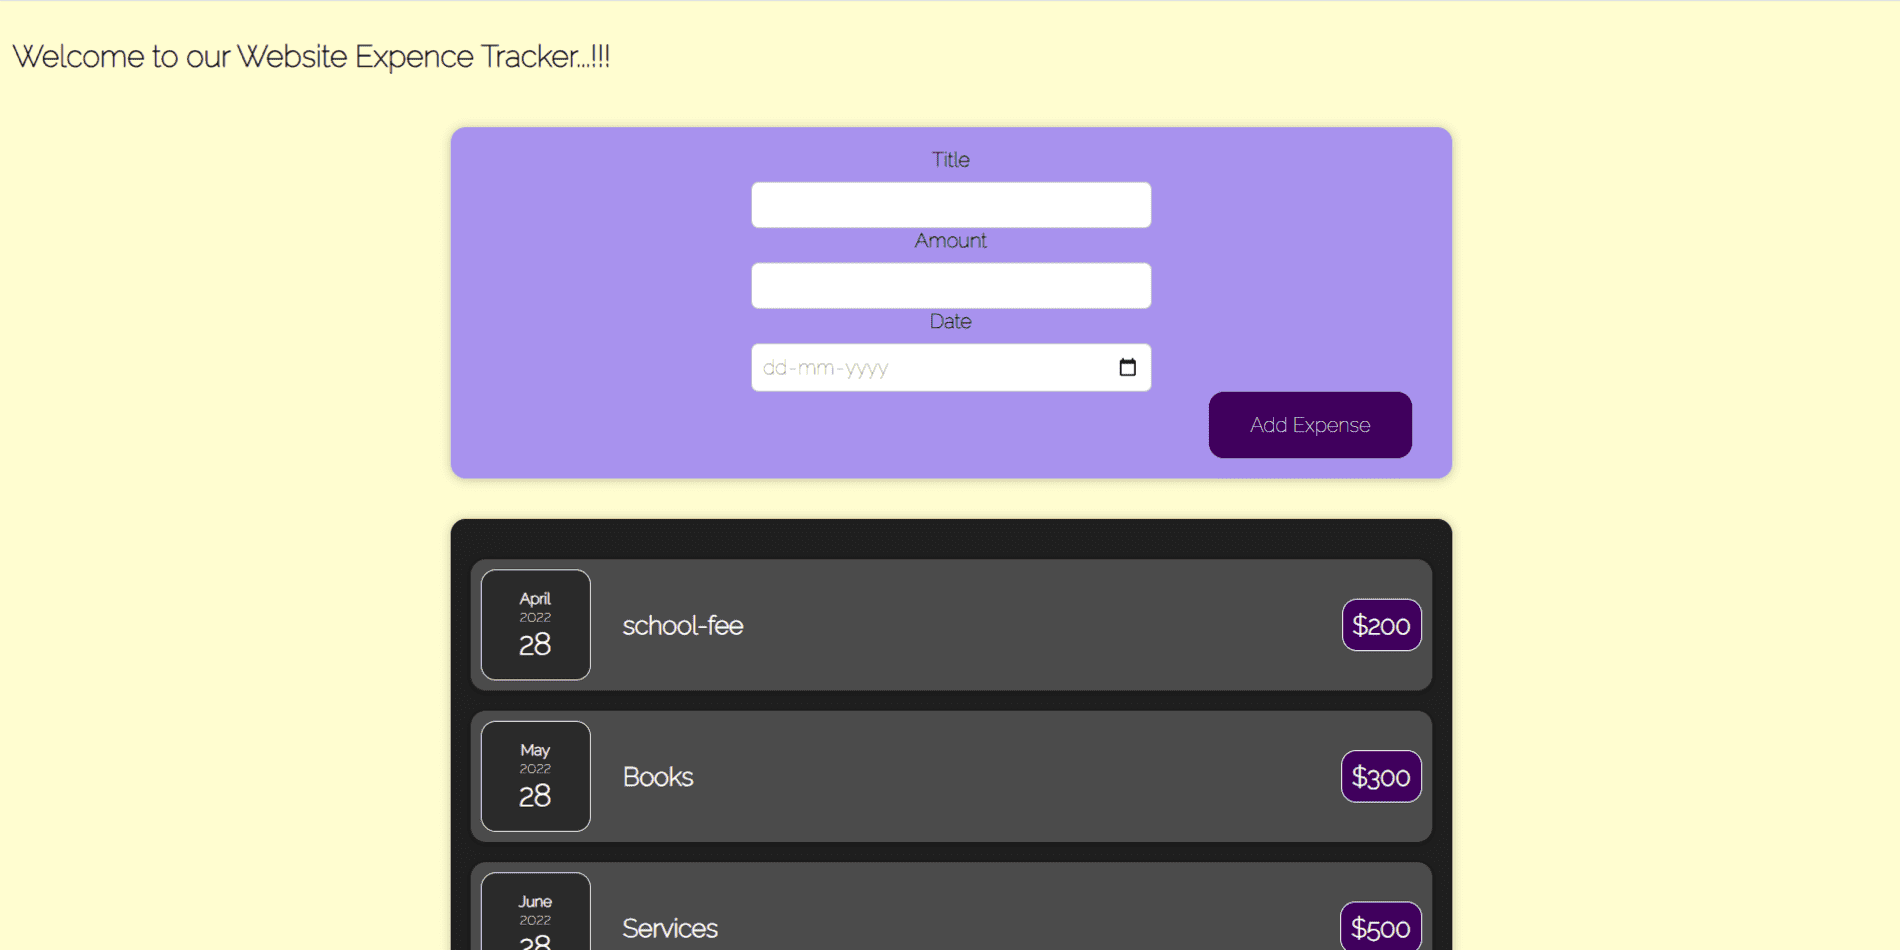 Welcome to our Website Expence Tracker...!!!
Title
Amount
Date
dd-mm-yyyy
Add Expense
April
2022
28
school-fee
$200
May
2022
28
Books
$300
June
2022
28
Services
$500